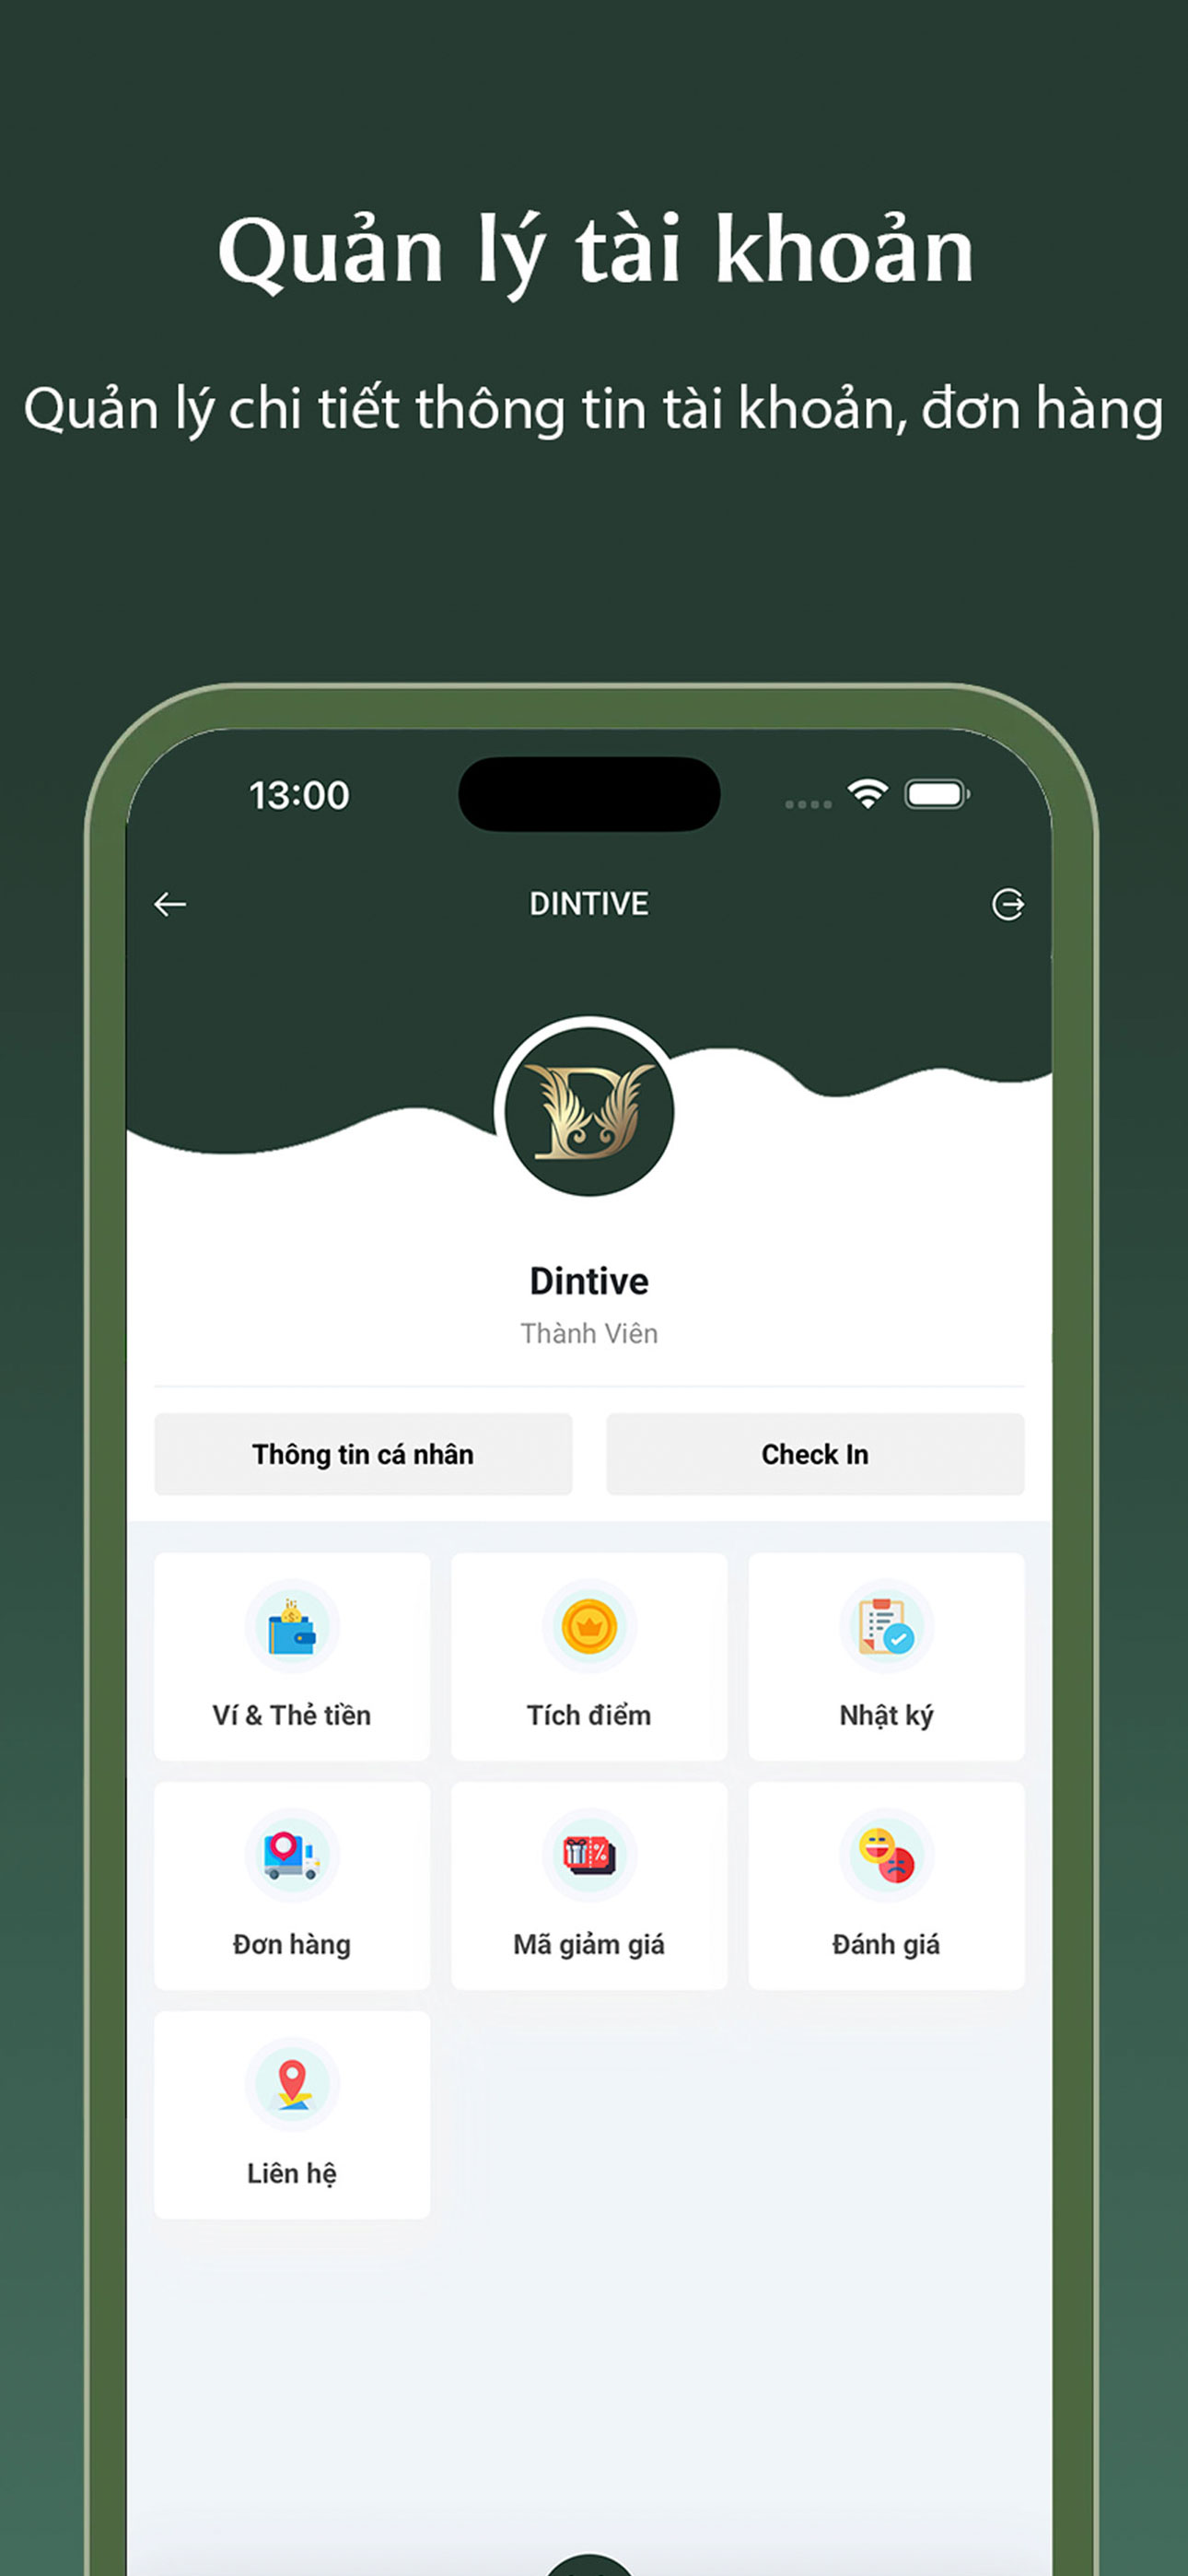 Quản lý tài khoản
Quản lý chi tiết thông tin tài khoản, đơn hàng
13:00
DINTIVE
D
Dintive
Thành Viên
Thông tin cá nhân
Check In
Ví & Thẻ tiền
Tích điểm
Nhật ký
Đơn hàng
Mã giảm giá
Đánh giá
Liên hệ